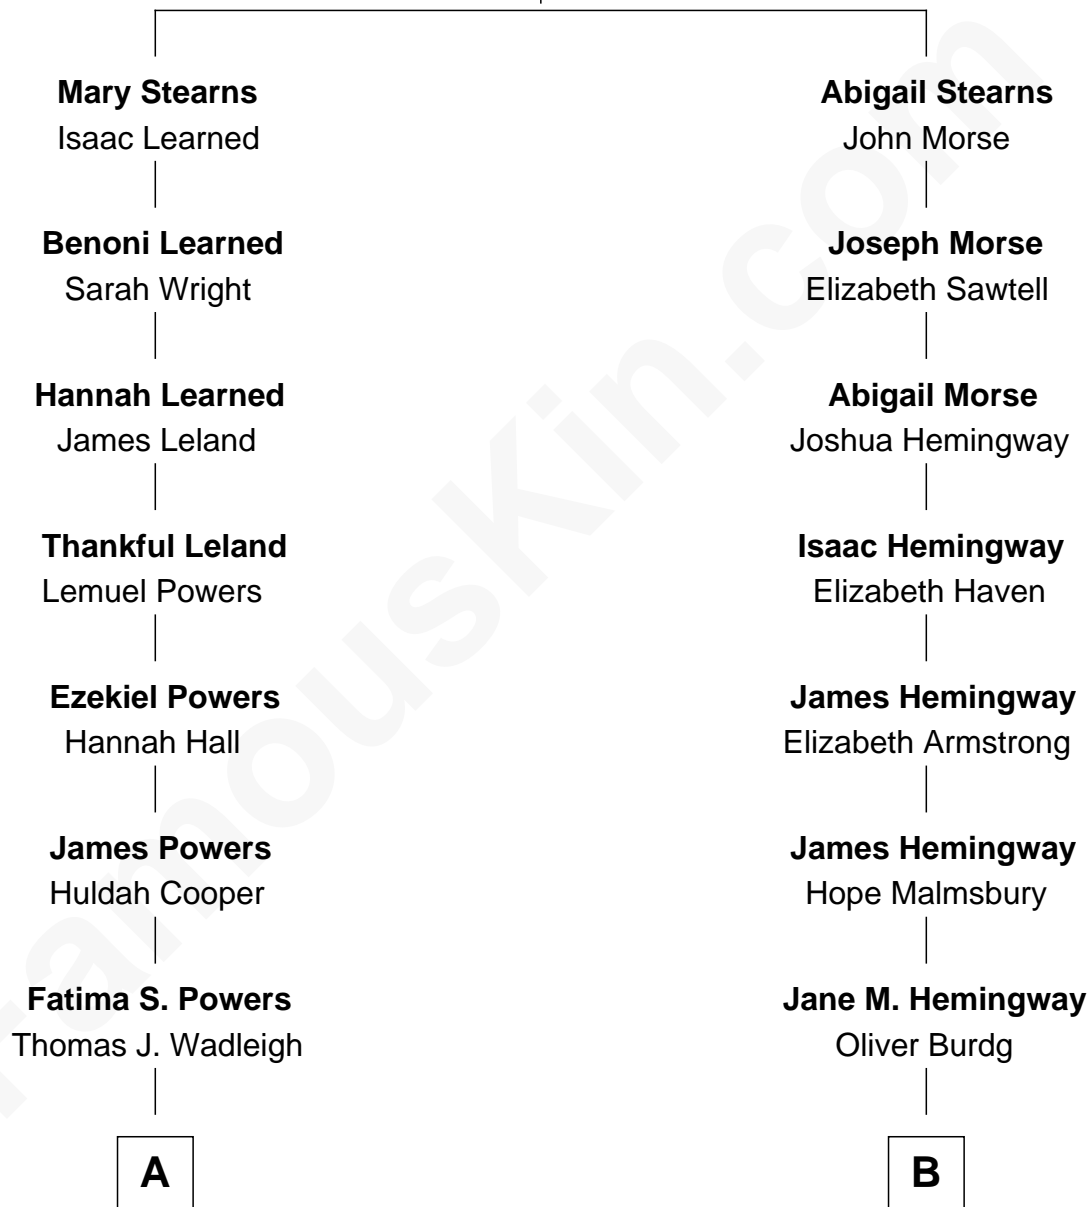 Mary Stearns
Isaac Learned
Abigail Stearns
John Morse
Benoni Learned
Sarah Wright
Joseph Morse
Elizabeth Sawtell
Hannah Learned
James Leland
Abigail Morse
Joshua Hemingway
Thankful Leland
Lemuel Powers
Isaac Hemingway
Elizabeth Haven
Ezekiel Powers
Hannah Hall
James Hemingway
Elizabeth Armstrong
James Powers
Huldah Cooper
James Hemingway
Hope Malmsbury
Fatima S. Powers
Thomas J. Wadleigh
Jane M. Hemingway
Oliver Burdg
A
B
FamousKin.com